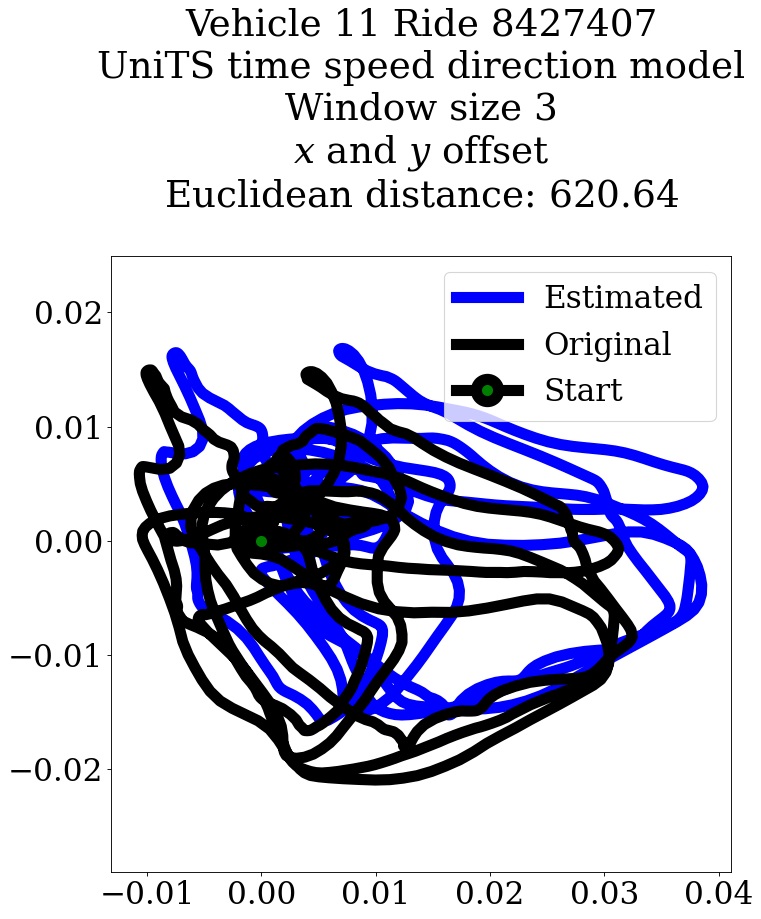 Vehicle 11 Ride 8427407
UniTS time speed direction model
Window size 3
x and y offset
Euclidean distance: 620.64
Estimated
Original
Start
0.02
0.01
0.00
−0.01
−0.02
−0.01 0.00 0.01 0.02 0.03 0.04